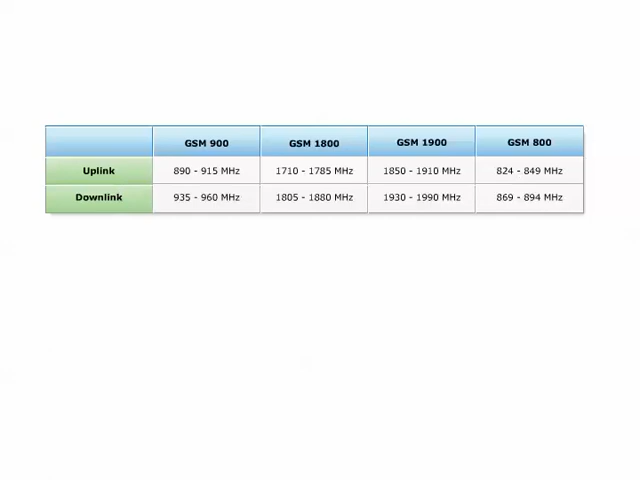 GSM 900 GSM 1800 GSM 1900 GSM 800
Uplink 890 - 915 MHz 1710 - 1785 MHz 1850 - 1910 MHz 824 - 849 MHz
Downlink 935 - 960 MHz 1805 - 1880 MHz 1930 - 1990 MHz 869 - 894 MHz